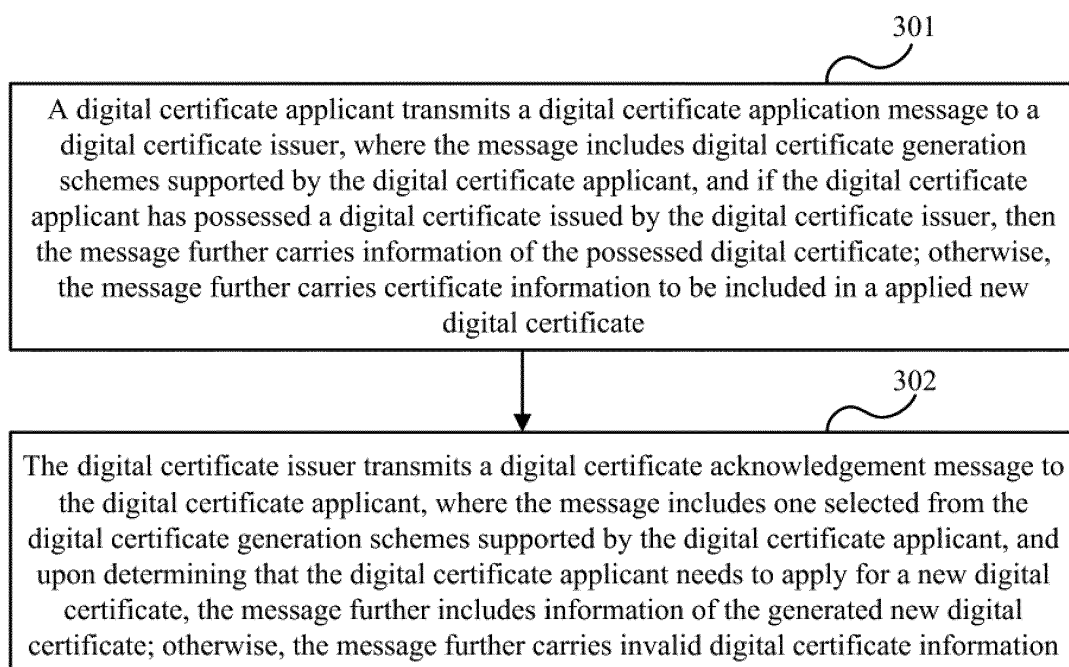 301
A digital certificate applicant transmits a digital certificate application message to a
digital certificate issuer, where the message includes digital certificate generation
schemes supported by the digital certificate applicant, and if the digital certificate
applicant has possessed a digital certificate issued by the digital certificate issuer, then
the message further carries information of the possessed digital certificate; otherwise,
the message further carries certificate information to be included in a applied new
digital certificate
302
The digital certificate issuer transmits a digital certificate acknowledgement message to
the digital certificate applicant, where the message includes one selected from the
digital certificate generation schemes supported by the digital certificate applicant, and
upon determining that the digital certificate applicant needs to apply for a new digital
certificate, the message further includes information of the generated new digital
certificate; otherwise, the message further carries invalid digital certificate information